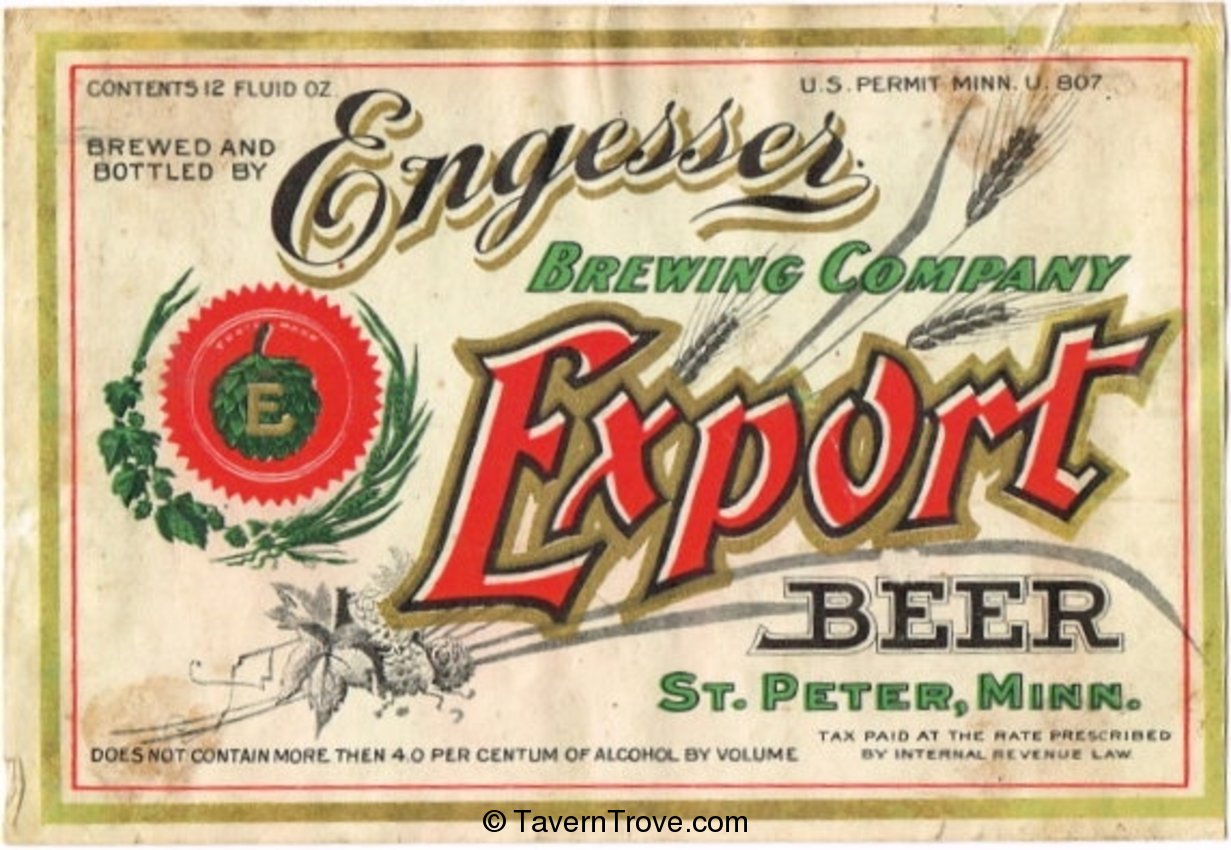 CONTENTS 12 FLUID OZ.
U.S. PERMIT MINN. U. 807
BREWED AND
BOTTLED BY
Engesser
BREWING COMPANY
TRADE MARK
E
Export
BEER
ST. PETER, MINN.
TAX PAID AT THE RATE PRESCRIBED
BY INTERNAL REVENUE LAW
DOES NOT CONTAIN MORE THEN 4.0 PER CENTUM OF ALCOHOL BY VOLUME
© TavernTrove.com